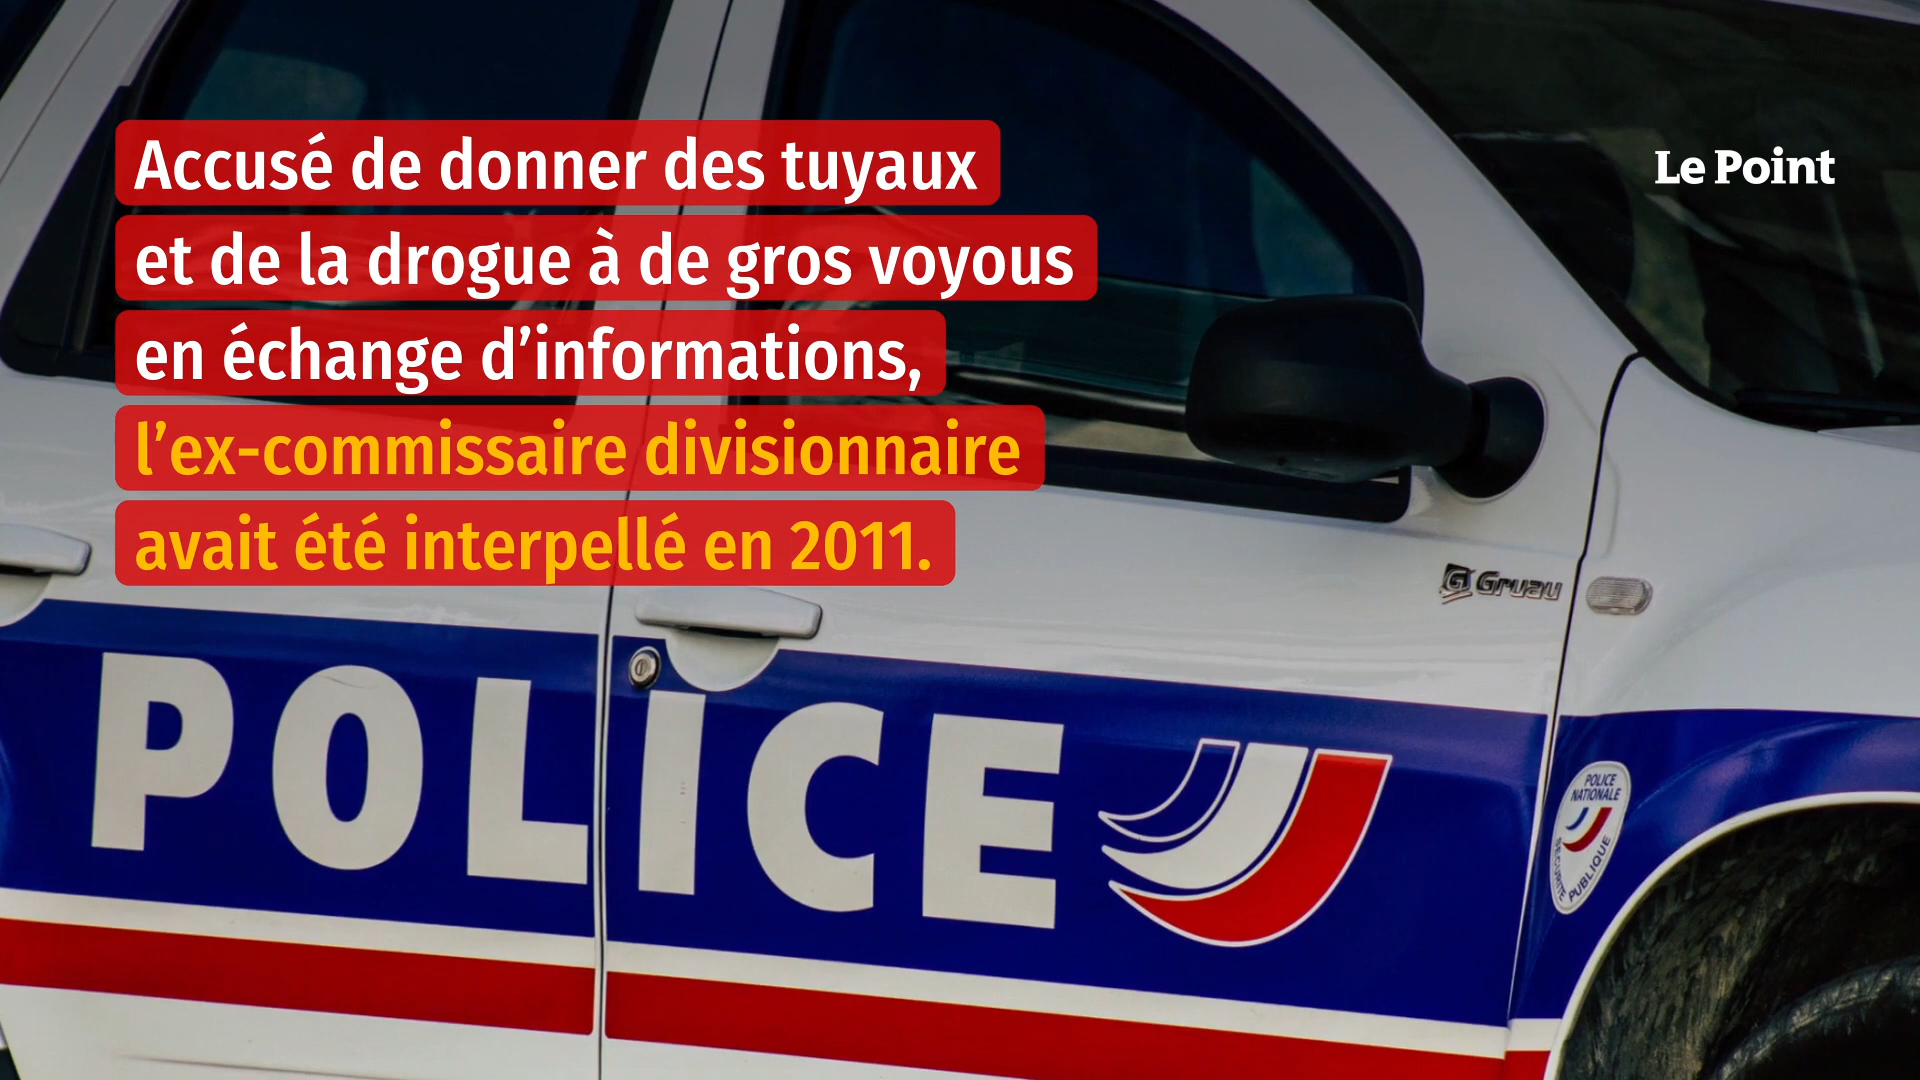 Accusé de donner des tuyaux
et de la drogue à de gros voyous
en échange d’informations,
l’ex-commissaire divisionnaire
avait été interpellé en 2011.
Le Point
G Gruau
POLICE
POLICE
NATIONALE
SÉCURITÉ
PUBLIQUE